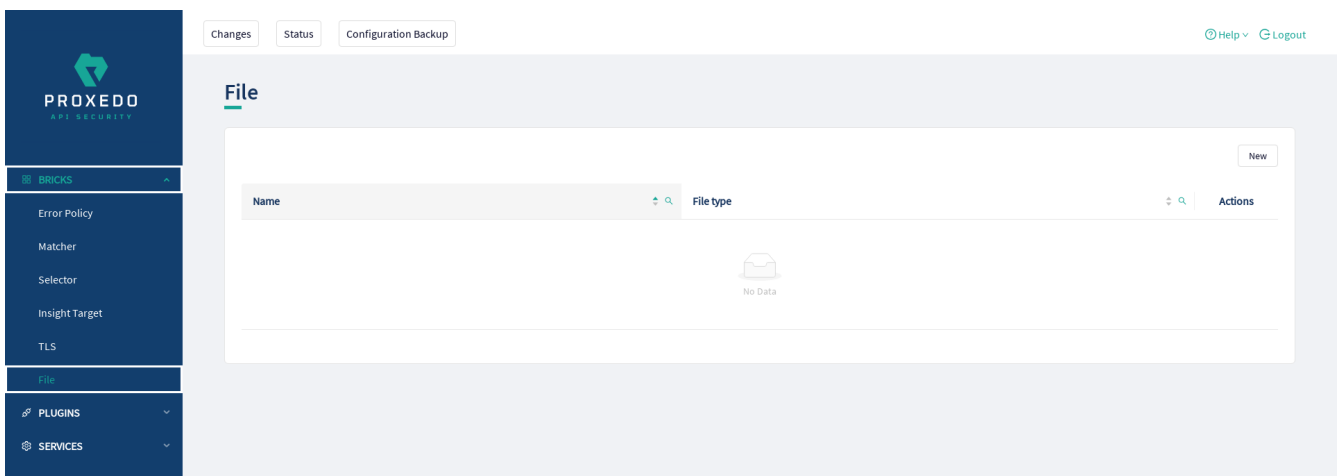 Changes Status Configuration Backup Help Logout
PROXEDO
API SECURITY
File
New
BRICKS
Name File type Actions
Error Policy
Matcher
Selector
No Data
Insight Target
TLS
File
PLUGINS
SERVICES